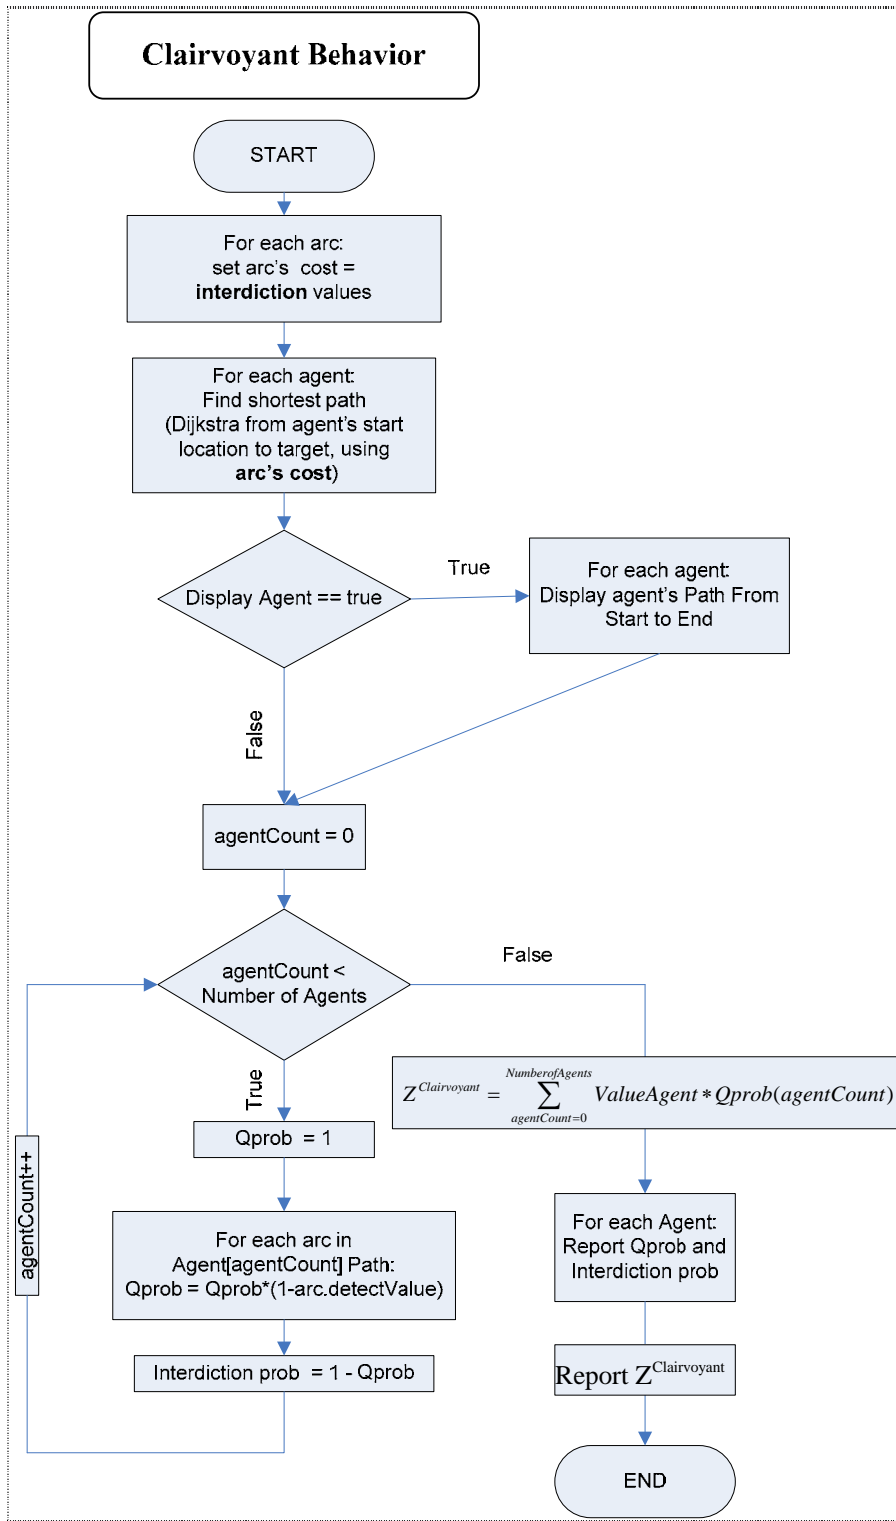 Clairvoyant Behavior
START
For each arc:
set arc's  cost =
interdiction values
For each agent:
Find shortest path
(Dijkstra from agent's start
location to target, using
arc's cost)
Display Agent == true
True
For each agent:
Display agent's Path From
Start to End
False
agentCount = 0
agentCount <
Number of Agents
False
True
Z^Clairvoyant = ∑_{agentCount=0}^{NumberofAgents} ValueAgent * Qprob(agentCount)
Qprob  = 1
agentCount++
For each arc in
Agent[agentCount] Path:
Qprob = Qprob*(1-arc.detectValue)
Interdiction prob  = 1 - Qprob
For each Agent:
Report Qprob and
Interdiction prob
Report Z^Clairvoyant
END